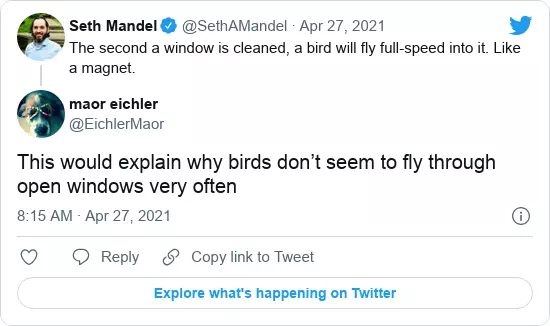 Seth Mandel @SethAMandel · Apr 27, 2021
The second a window is cleaned, a bird will fly full-speed into it. Like
a magnet.
maor eichler
@EichlerMaor
This would explain why birds don’t seem to fly through
open windows very often
8:15 AM · Apr 27, 2021
Reply Copy link to Tweet
Explore what's happening on Twitter